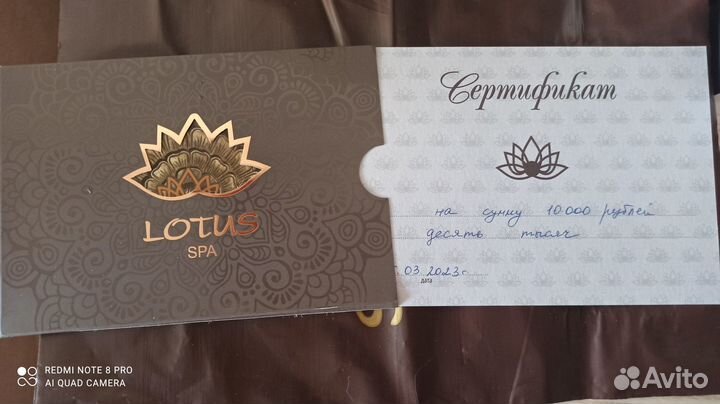 LOTUS
SPA
Сертификат
на сумму 10.000 рублей
десять тысяч
03.2023 г
дата
REDMI NOTE 8 PRO
AI QUAD CAMERA
Avito